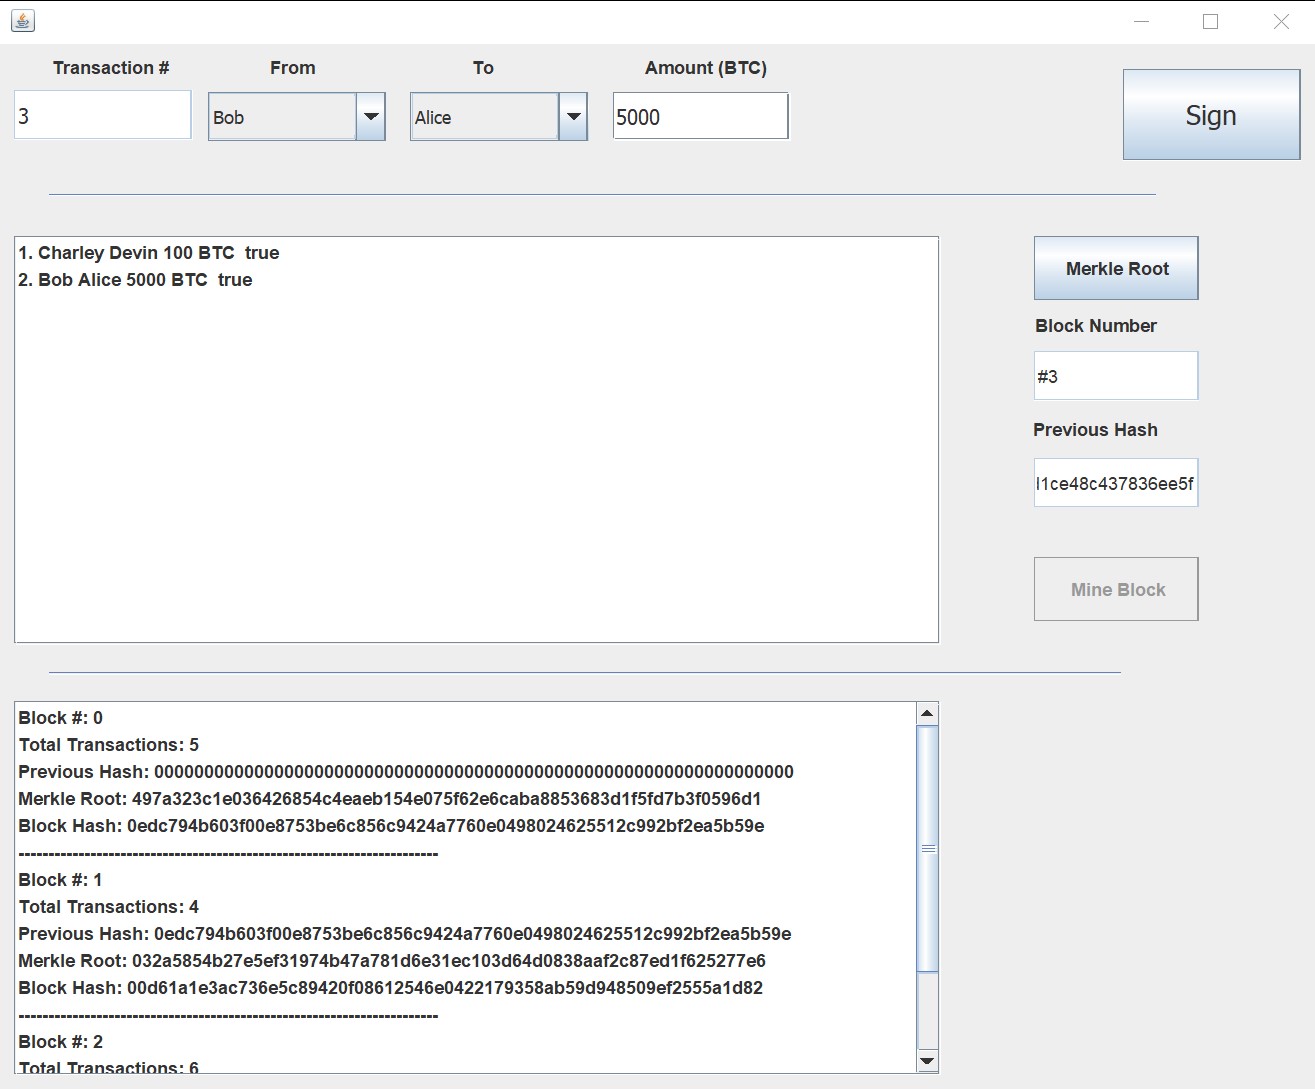 Transaction # From To Amount (BTC)
3 Bob Alice 5000 Sign
1. Charley Devin 100 BTC  true
2. Bob Alice 5000 BTC  true
Merkle Root
Block Number
#3
Previous Hash
l1ce48c437836ee5f
Mine Block
Block #: 0
Total Transactions: 5
Previous Hash: 0000000000000000000000000000000000000000000000000000000000000000
Merkle Root: 497a323c1e036426854c4eaeb154e075f62e6caba8853683d1f5fd7b3f0596d1
Block Hash: 0edc794b603f00e8753be6c856c9424a7760e0498024625512c992bf2ea5b59e
----------------------------------------------------------------------
Block #: 1
Total Transactions: 4
Previous Hash: 0edc794b603f00e8753be6c856c9424a7760e0498024625512c992bf2ea5b59e
Merkle Root: 032a5854b27e5ef31974b47a781d6e31ec103d64d0838aaf2c87ed1f625277e6
Block Hash: 00d61a1e3ac736e5c89420f08612546e0422179358ab59d948509ef2555a1d82
----------------------------------------------------------------------
Block #: 2
Total Transactions: 6